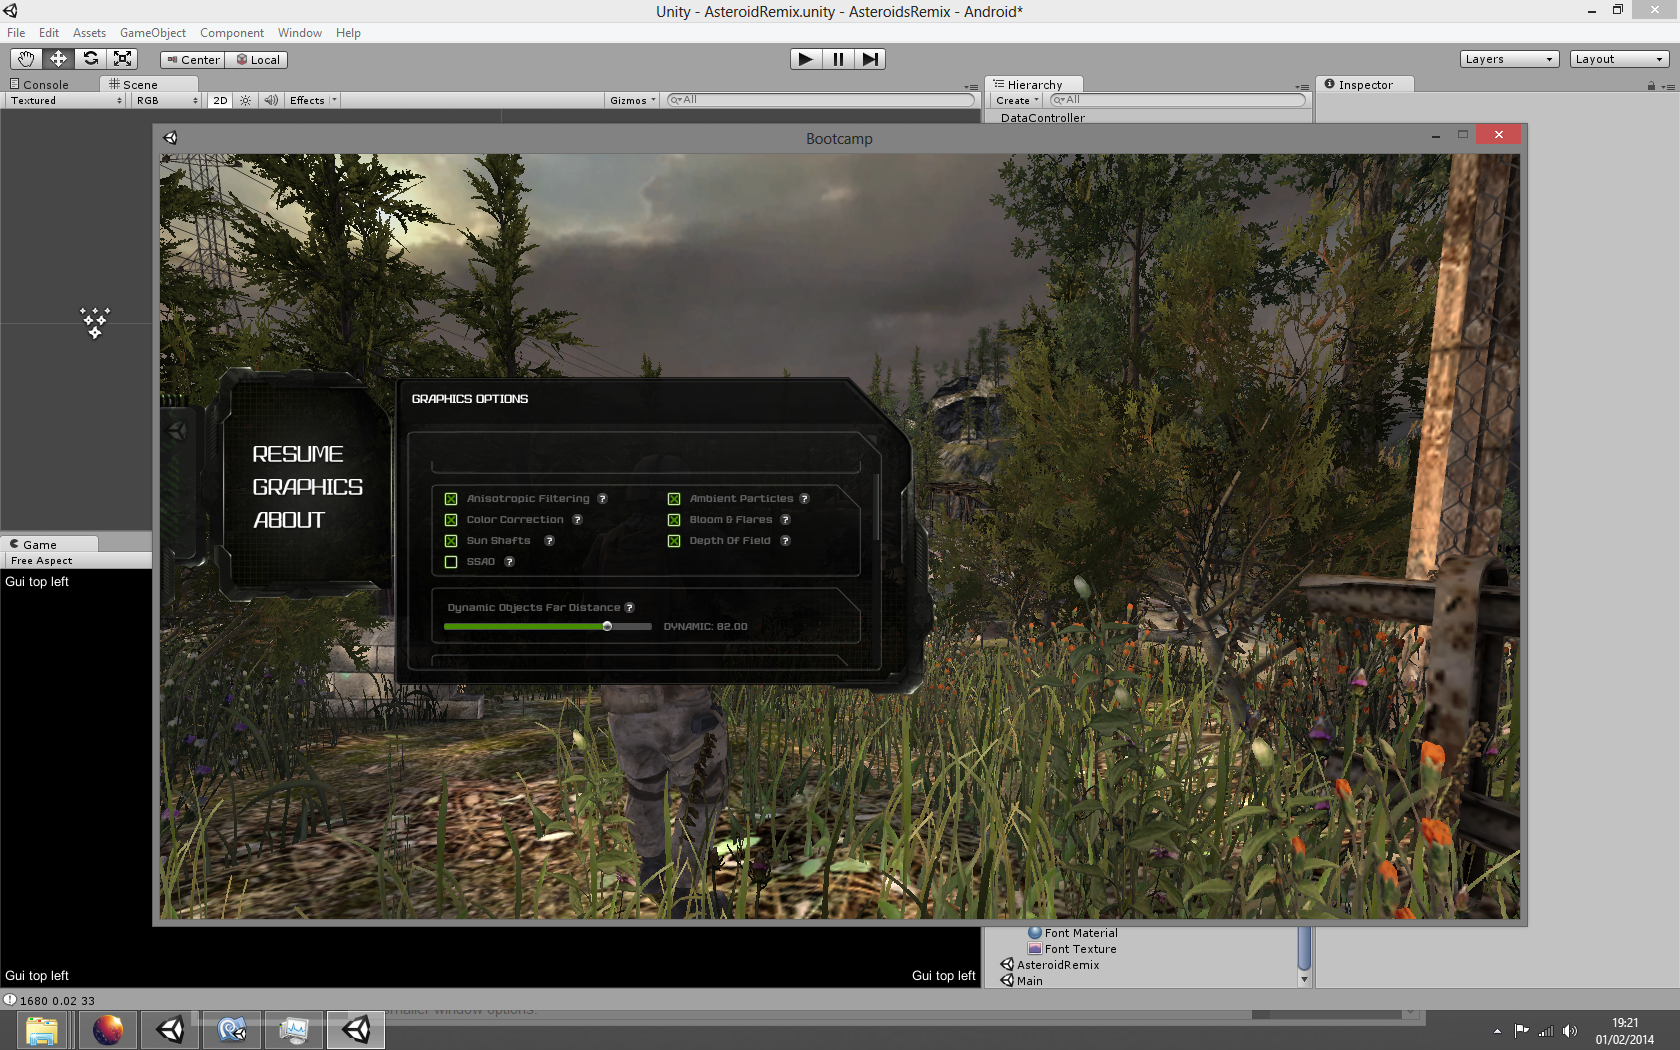 Unity - AsteroidRemix.unity - AsteroidsRemix - Android*
File Edit Assets GameObject Component Window Help
Center Local Layers Layout
Console Scene Hierarchy Inspector
Textured RGB 2D Effects Gizmos All Create All
DataController
Bootcamp
GRAPHICS OPTIONS
RESUME
GRAPHICS
ABOUT
Anisotropic Filtering ? Ambient Particles ?
Color Correction ? Bloom & Flares ?
Sun Shafts ? Depth Of Field ?
SSAO ?
Dynamic Objects Far Distance ?
DYNAMIC: 82.00
Game
Free Aspect
Gui top left
Font Material
Font Texture
AsteroidRemix
Main
Gui top left Gui top left
1680 0.02 33
smaller window options.
19:21
01/02/2014